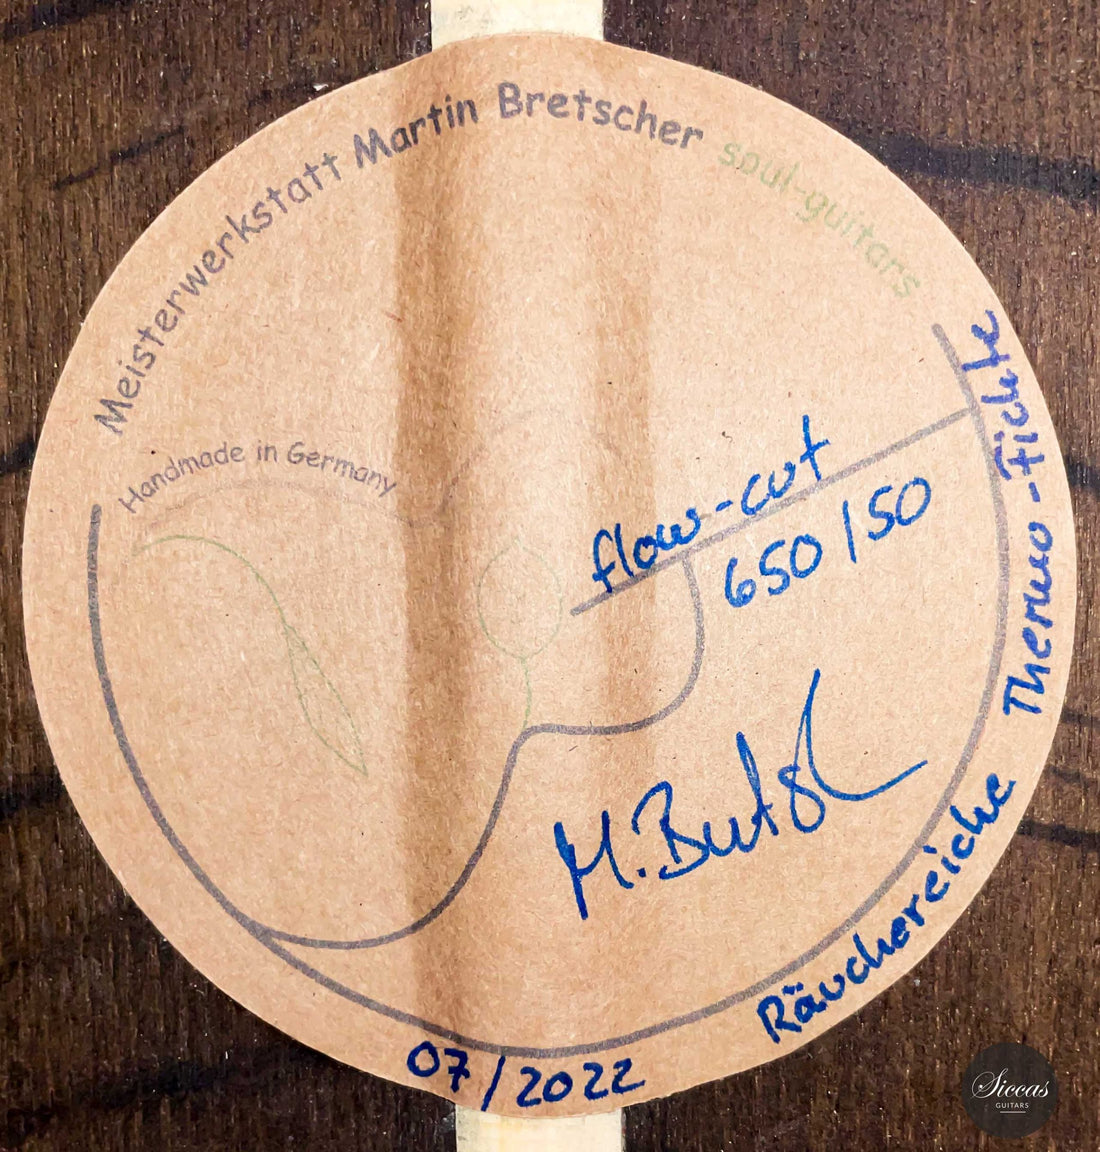 Meisterwerkstatt Martin Bretscher soul-guitars
Handmade in Germany
flow-cut
650/50
Thermo-Fichte
Räuchereiche
07/2022
Siccas
GUITARS